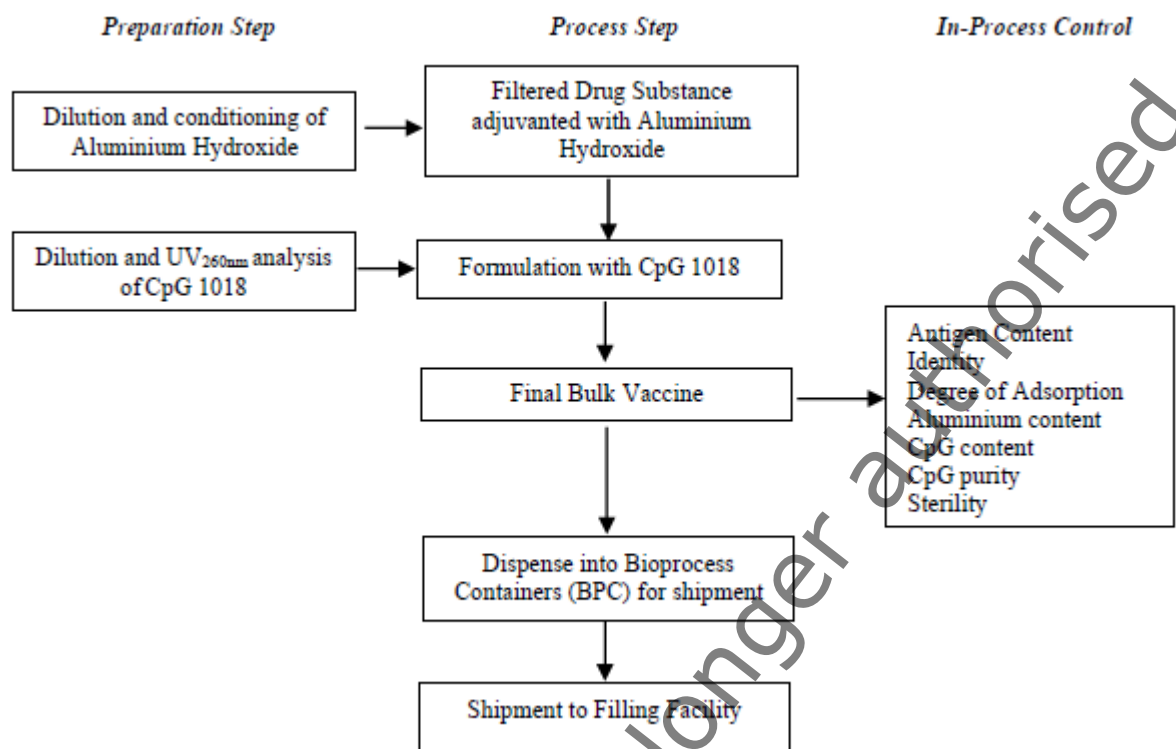 Preparation Step
Process Step
In-Process Control
Dilution and conditioning of
Aluminium Hydroxide
Filtered Drug Substance
adjuvanted with Aluminium
Hydroxide
Dilution and UV260nm analysis
of CpG 1018
Formulation with CpG 1018
Final Bulk Vaccine
Antigen Content
Identity
Degree of Adsorption
Aluminium content
CpG content
CpG purity
Sterility
Dispense into Bioprocess
Containers (BPC) for shipment
Shipment to Filling Facility
longer authorised